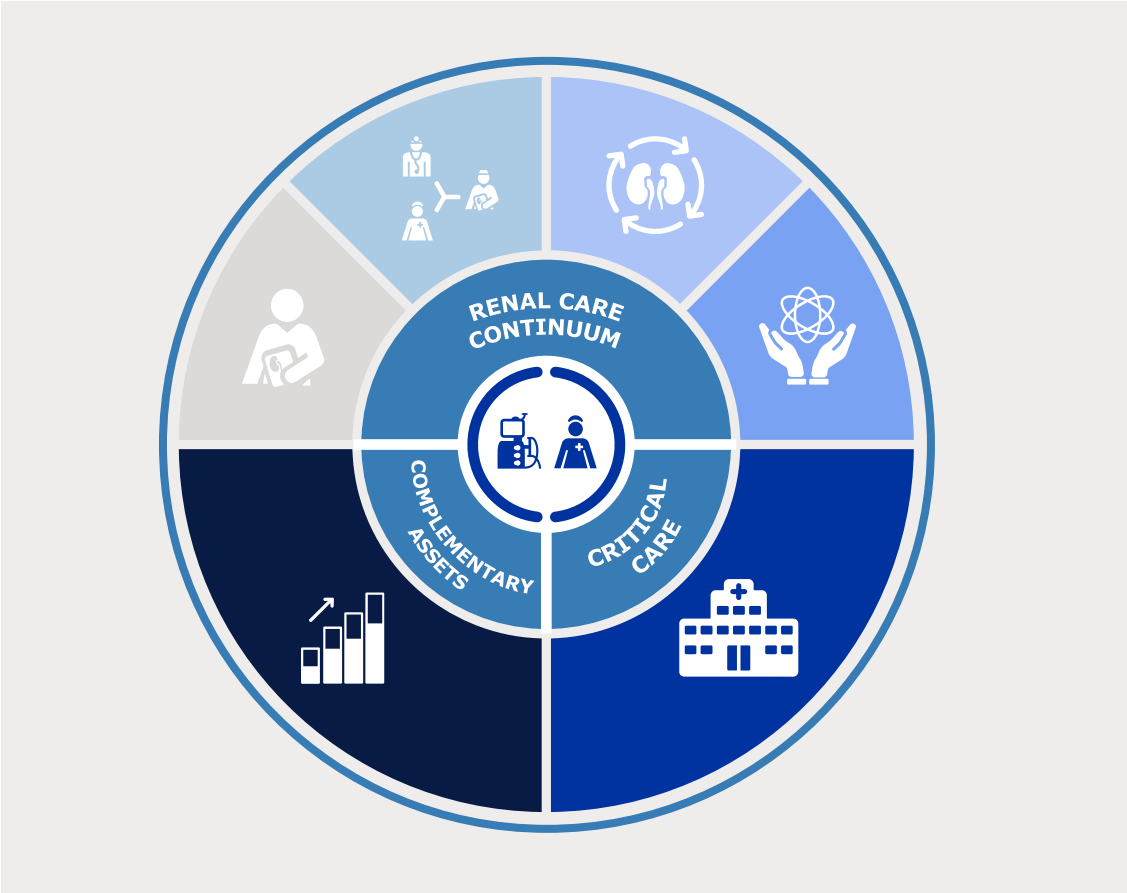 RENAL CARE
CONTINUUM
COMPLEMENTARY
ASSETS
CRITICAL
CARE